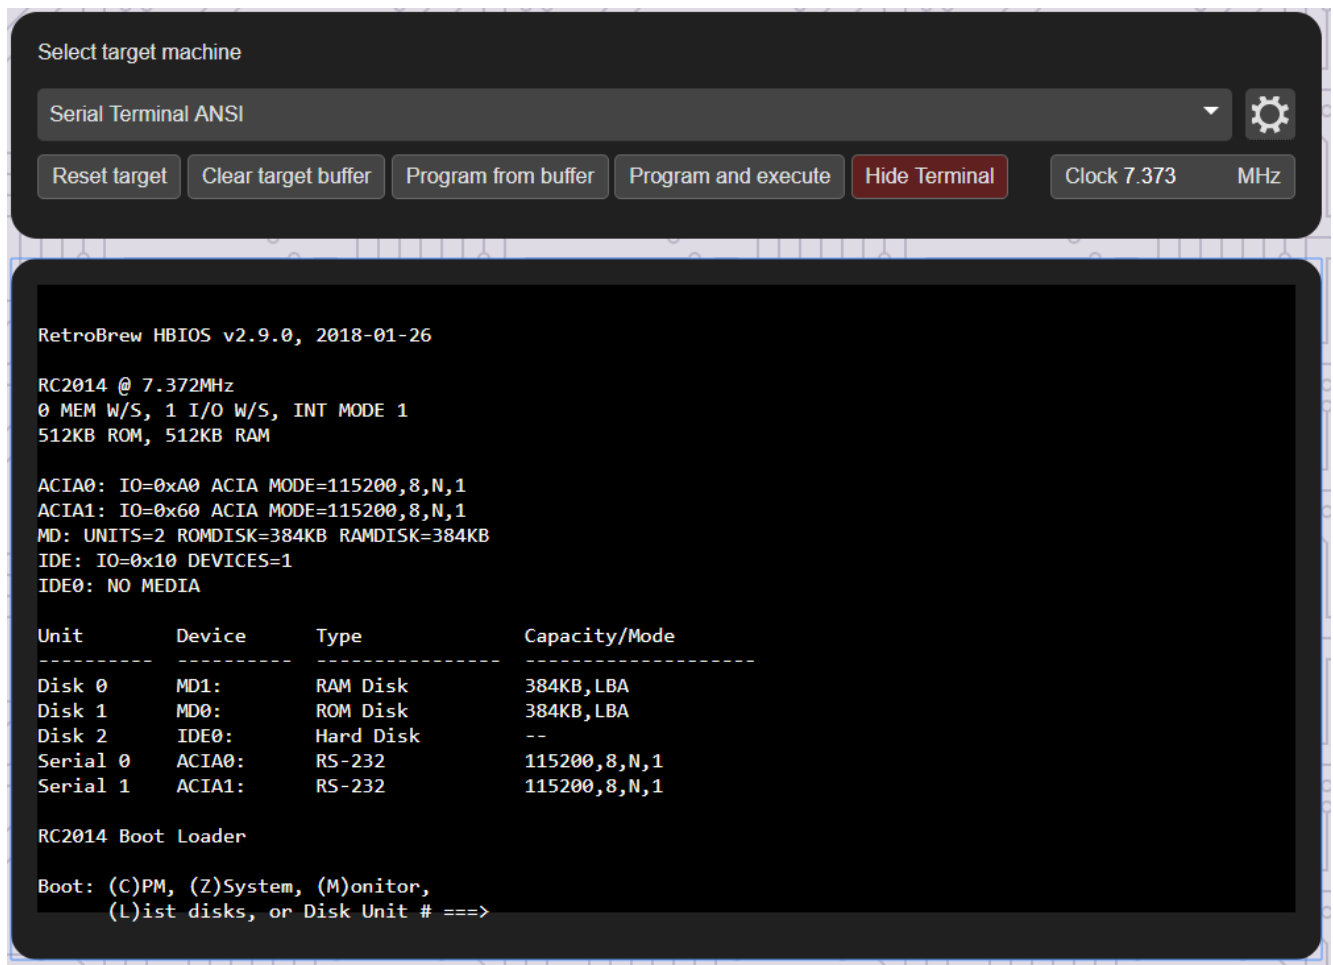 Select target machine
Serial Terminal ANSI
Reset target Clear target buffer Program from buffer Program and execute Hide Terminal Clock 7.373 MHz
RetroBrew HBIOS v2.9.0, 2018-01-26
RC2014 @ 7.372MHz
0 MEM W/S, 1 I/O W/S, INT MODE 1
512KB ROM, 512KB RAM
ACIA0: IO=0xA0 ACIA MODE=115200,8,N,1
ACIA1: IO=0x60 ACIA MODE=115200,8,N,1
MD: UNITS=2 ROMDISK=384KB RAMDISK=384KB
IDE: IO=0x10 DEVICES=1
IDE0: NO MEDIA
Unit Device Type Capacity/Mode
---------- ---------- ---------------- --------------------
Disk 0 MD1: RAM Disk 384KB,LBA
Disk 1 MD0: ROM Disk 384KB,LBA
Disk 2 IDE0: Hard Disk --
Serial 0 ACIA0: RS-232 115200,8,N,1
Serial 1 ACIA1: RS-232 115200,8,N,1
RC2014 Boot Loader
Boot: (C)PM, (Z)System, (M)onitor,
(L)ist disks, or Disk Unit # ===>